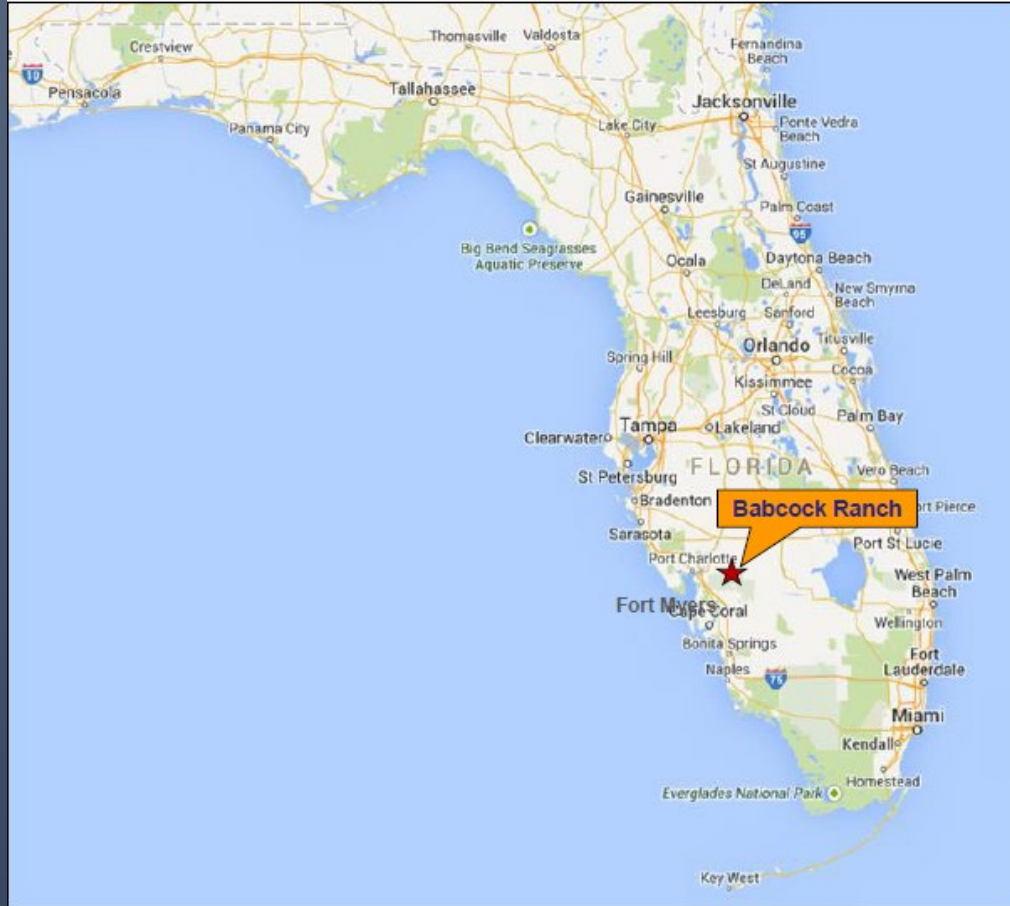 Thomasville
Valdosta
Crestview
Fernandina
Beach
10
Pensacola
Tallahassee
Jacksonville
Panama City
Lake City
Ponte Vedra
Beach
St Augustine
Gainesville
Palm Coast
95
Big Bend Seagrasses
Aquatic Preserve
Ocala
Daytona Beach
DeLand
New Smyrna
Beach
Leesburg
Sanford
Orlando
Titusville
Spring Hill
Cocoa
Kissimmee
St Cloud
Palm Bay
Clearwater
Tampa
Lakeland
FLORIDA
St Petersburg
Vero Beach
Bradenton
Babcock Ranch
ort Pierce
Sarasota
Port St Lucie
Port Charlotte
West Palm
Beach
Fort Myers
Cape Coral
Wellington
Bonita Springs
Naples
75
Fort
Lauderdale
Miami
Kendall
Homestead
Everglades National Park
Key West